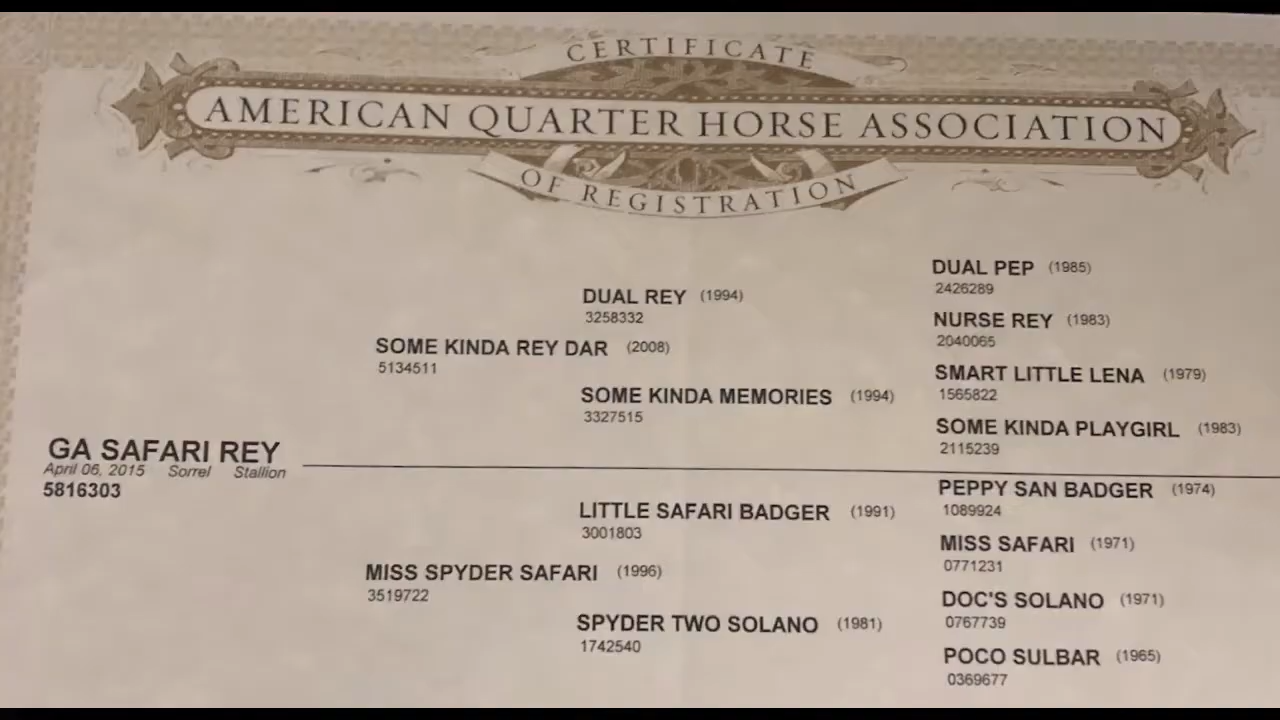 CERTIFICATE
AMERICAN QUARTER HORSE ASSOCIATION
OF REGISTRATION
DUAL PEP (1985)
2426289
DUAL REY (1994)
3258332
NURSE REY (1983)
2040065
SOME KINDA REY DAR (2008)
5134511
SMART LITTLE LENA (1979)
1565822
SOME KINDA MEMORIES (1994)
3327515
SOME KINDA PLAYGIRL (1983)
2115239
GA SAFARI REY
April 06, 2015 Sorrel Stallion
5816303
PEPPY SAN BADGER (1974)
1089924
LITTLE SAFARI BADGER (1991)
3001803
MISS SAFARI (1971)
0771231
MISS SPYDER SAFARI (1996)
3519722
DOC'S SOLANO (1971)
0767739
SPYDER TWO SOLANO (1981)
1742540
POCO SULBAR (1965)
0369677